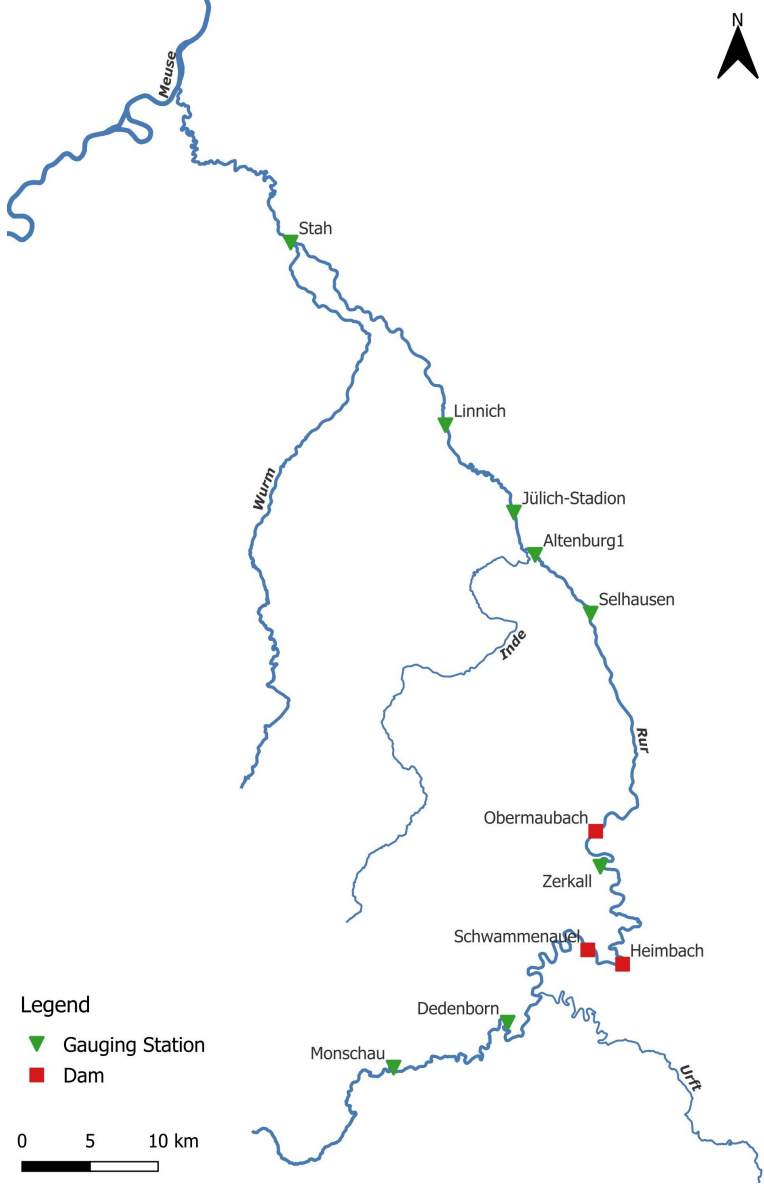 N
Meuse
Stah
Linnich
Wurm
Jülich-Stadion
Altenburg1
Selhausen
Inde
Rur
Obermaubach
Zerkall
Schwammenauel
Heimbach
Dedenborn
Monschau
Urft
Legend
Gauging Station
Dam
0 5 10 km